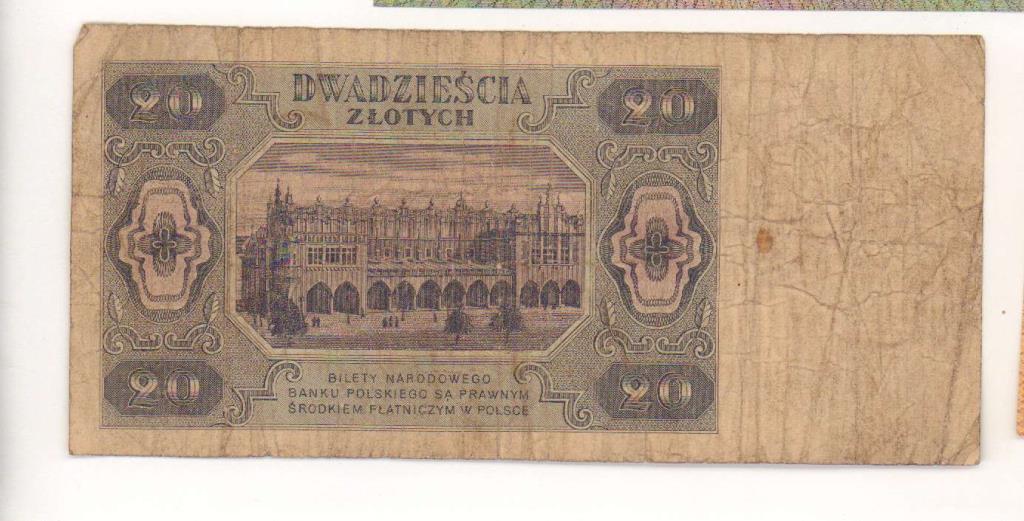 20
DWADZIEŚCIA
20
ZŁOTYCH
BILETY NARODOWEGO
BANKU POLSKIEGO SĄ PRAWNYM
20
ŚRODKIEM PŁATNICZYM W POLSCE
20